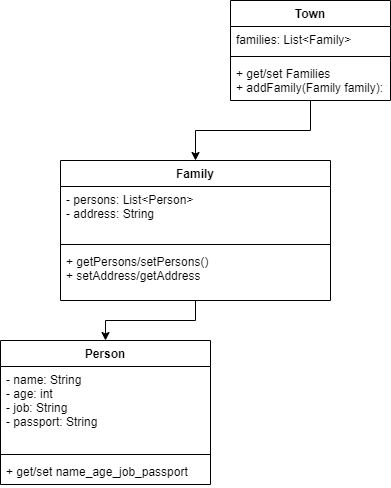 Town
families: List<Family>
+ get/set Families
+ addFamily(Family family):
Family
- persons: List<Person>
- address: String
+ getPersons/setPersons()
+ setAddress/getAddress
Person
- name: String
- age: int
- job: String
- passport: String
+ get/set name_age_job_passport